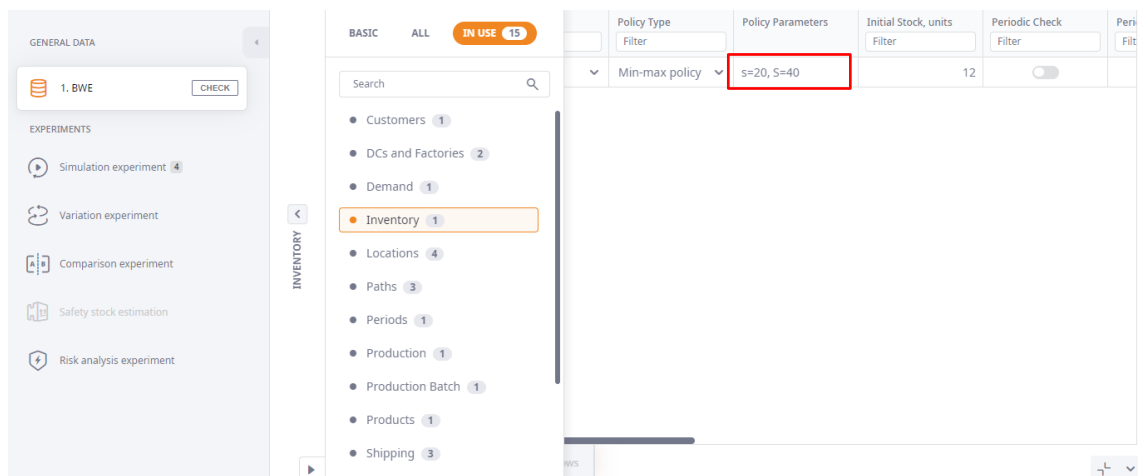 GENERAL DATA
1. BWE
CHECK
EXPERIMENTS
Simulation experiment 4
Variation experiment
A B Comparison experiment
Safety stock estimation
Risk analysis experiment
INVENTORY
BASIC ALL IN USE 15
Search
Customers 1
DCs and Factories 2
Demand 1
Inventory 1
Locations 4
Paths 3
Periods 1
Production 1
Production Batch 1
Products 1
Shipping 3
Policy Type Policy Parameters Initial Stock, units Periodic Check Peri
Filter Filter Filter Filt
Min-max policy s=20, S=40 12
ws